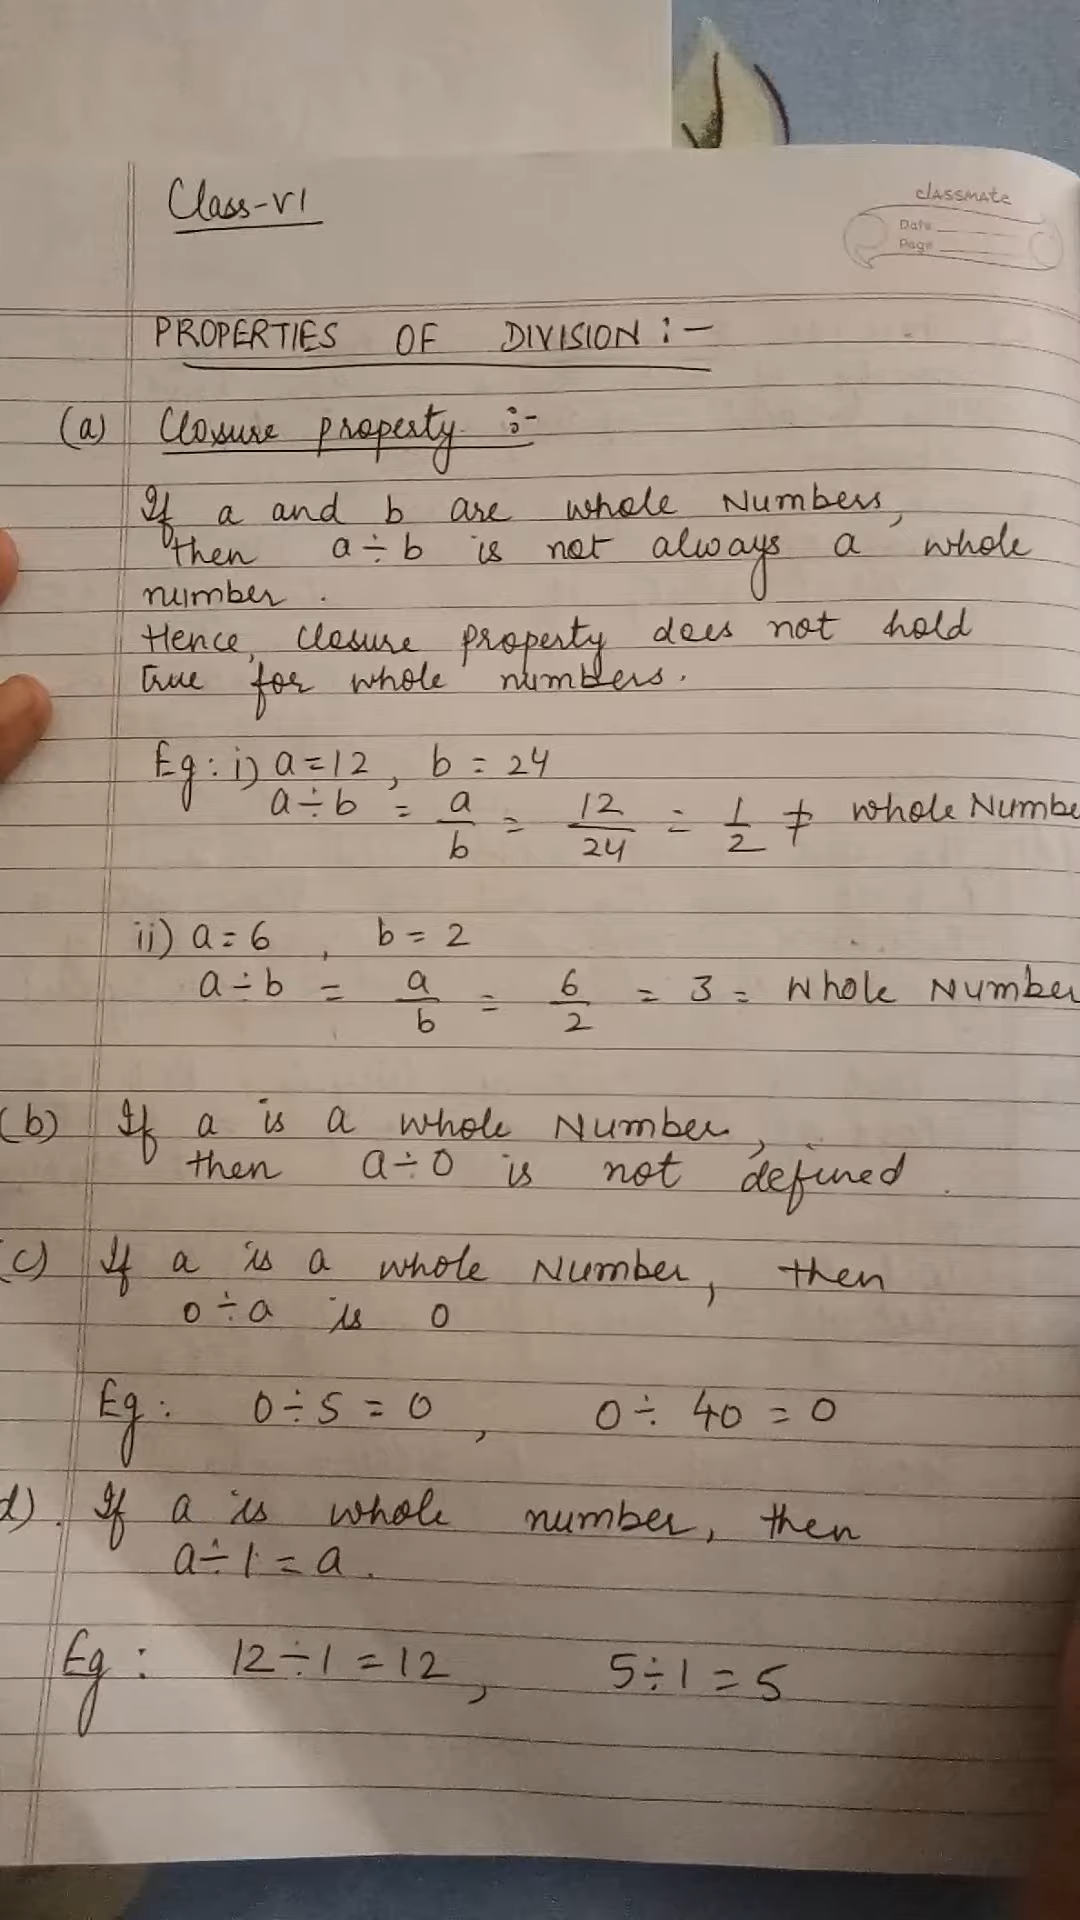 Class-VI
classmate
Date
Page
PROPERTIES OF DIVISION :-
(a) Closure property :-
If a and b are whole Numbers,
then a ÷ b is not always a whole
number.
Hence, closure property does not hold
true for whole numbers.
Eg: i) a = 12, b = 24
a ÷ b = a/b = 12/24 = 1/2 ≠ whole Numbe
ii) a = 6, b = 2
a ÷ b = a/b = 6/2 = 3 = Whole Number
(b) If a is a whole Number,
then a ÷ 0 is not defined.
(c) If a is a whole Number, then
0 ÷ a is 0
Eg: 0 ÷ 5 = 0, 0 ÷ 40 = 0
d). If a is whole number, then
a ÷ 1 = a.
Eg: 12 ÷ 1 = 12, 5 ÷ 1 = 5